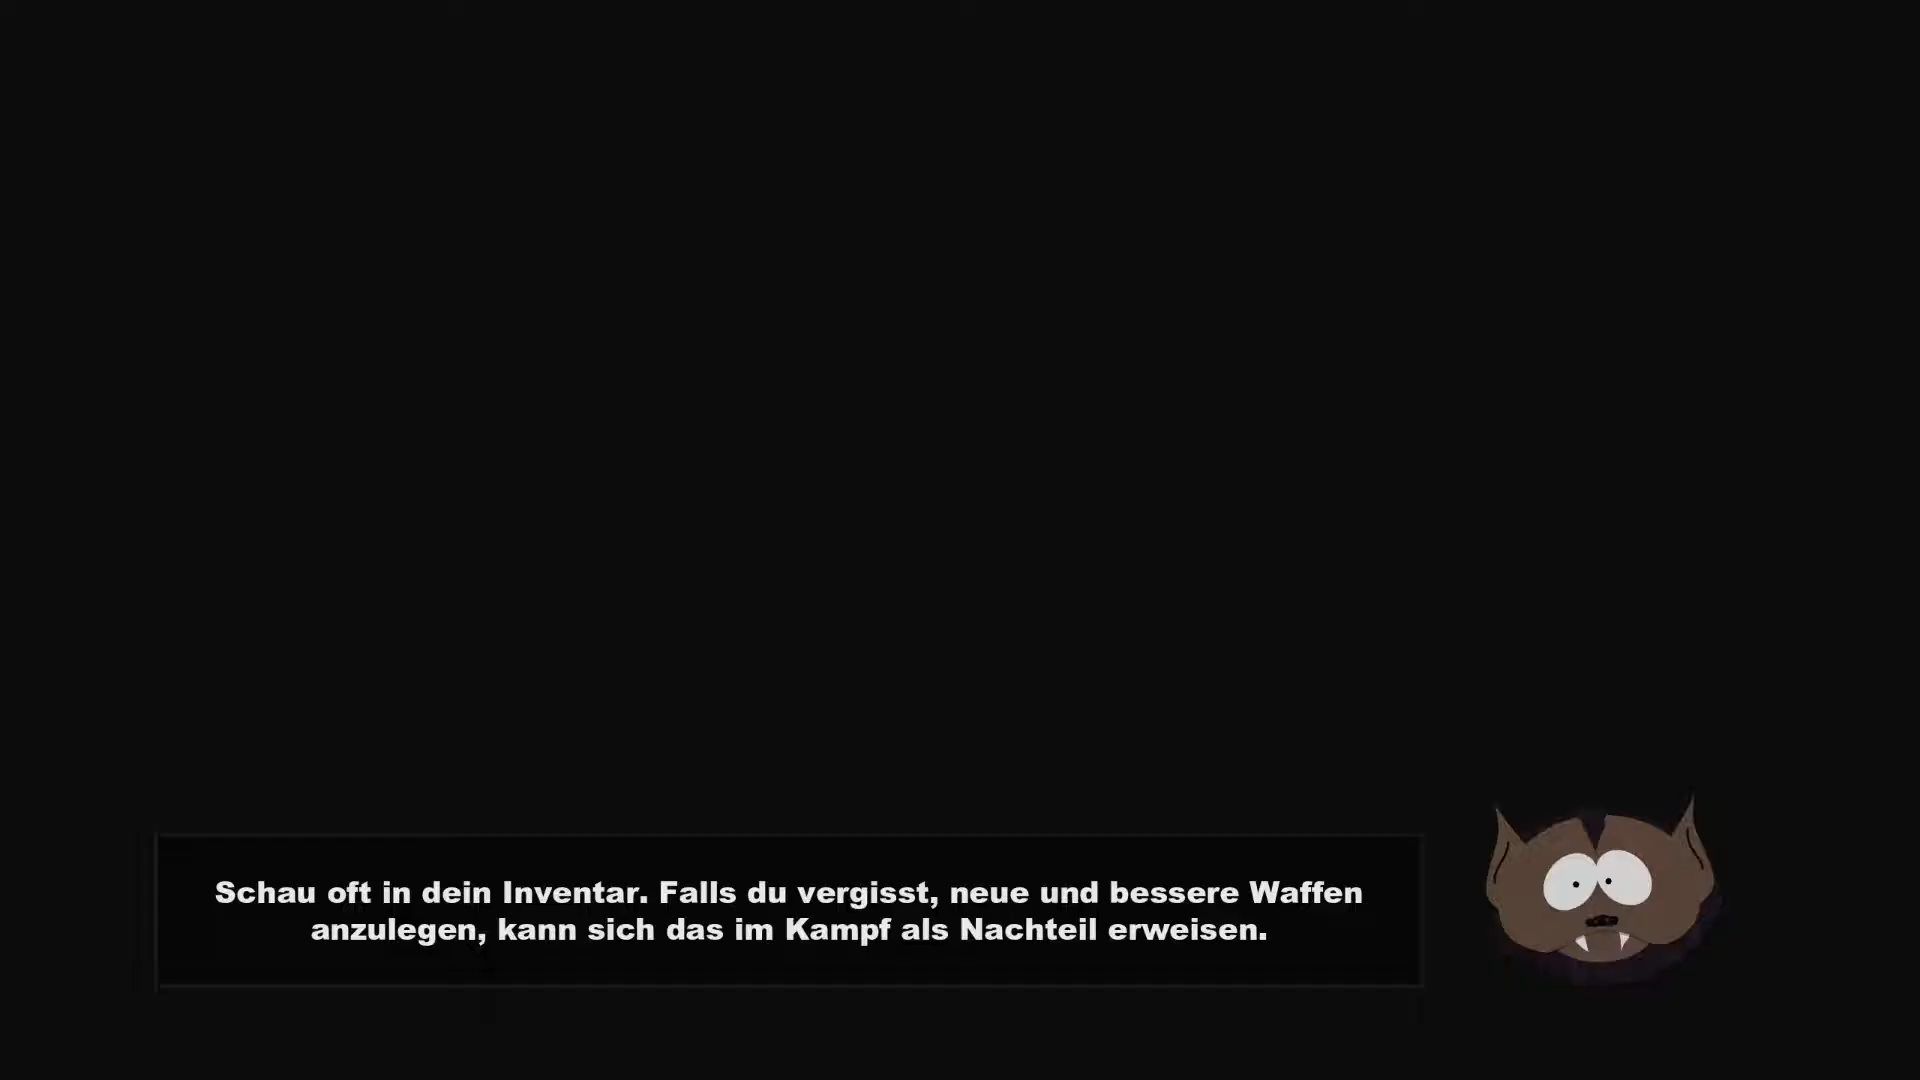 Schau oft in dein Inventar. Falls du vergisst, neue und bessere Waffen
anzulegen, kann sich das im Kampf als Nachteil erweisen.